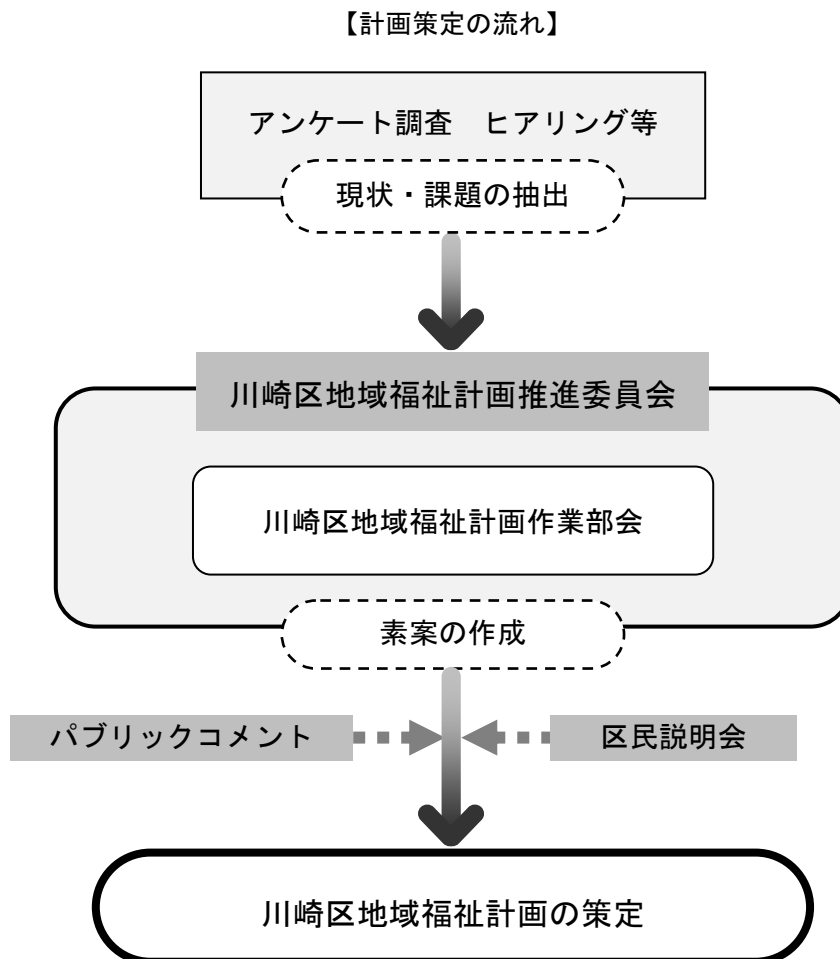 【計画策定の流れ】
アンケート調査　ヒアリング等
現状・課題の抽出
川崎区地域福祉計画推進委員会
川崎区地域福祉計画作業部会
素案の作成
パブリックコメント
区民説明会
川崎区地域福祉計画の策定